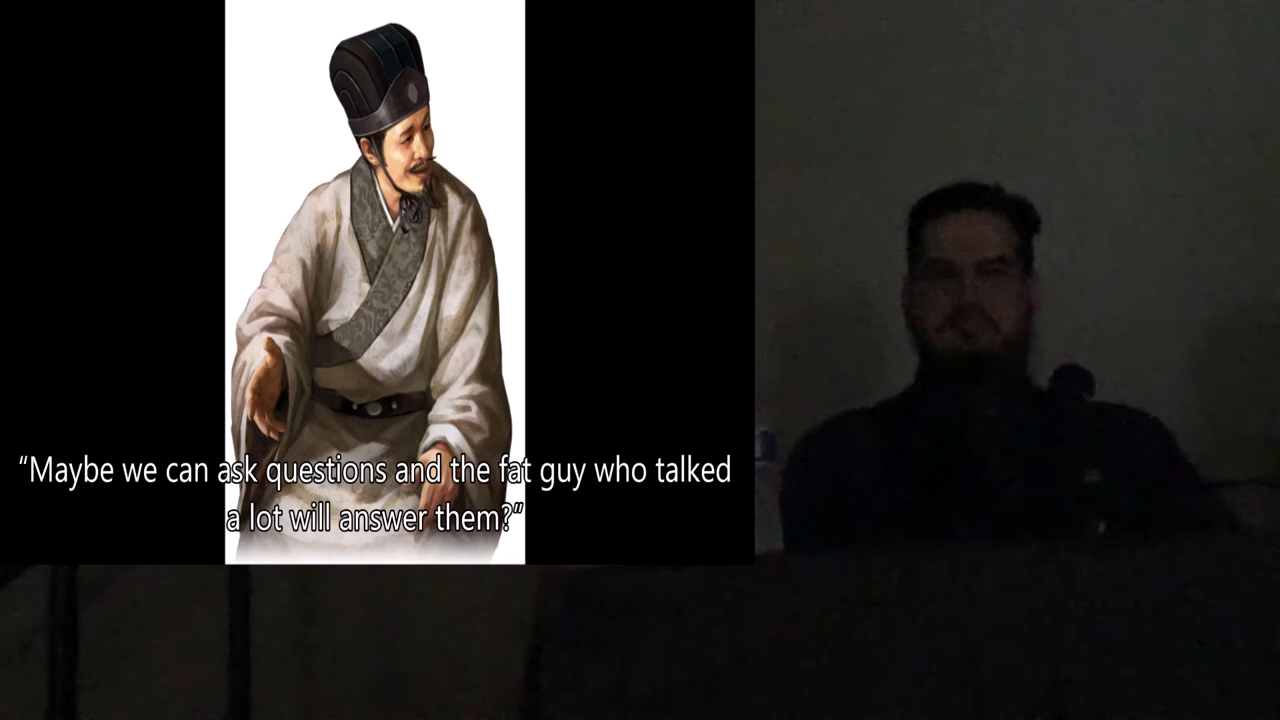 “Maybe we can ask questions and the fat guy who talked
a lot will answer them?”